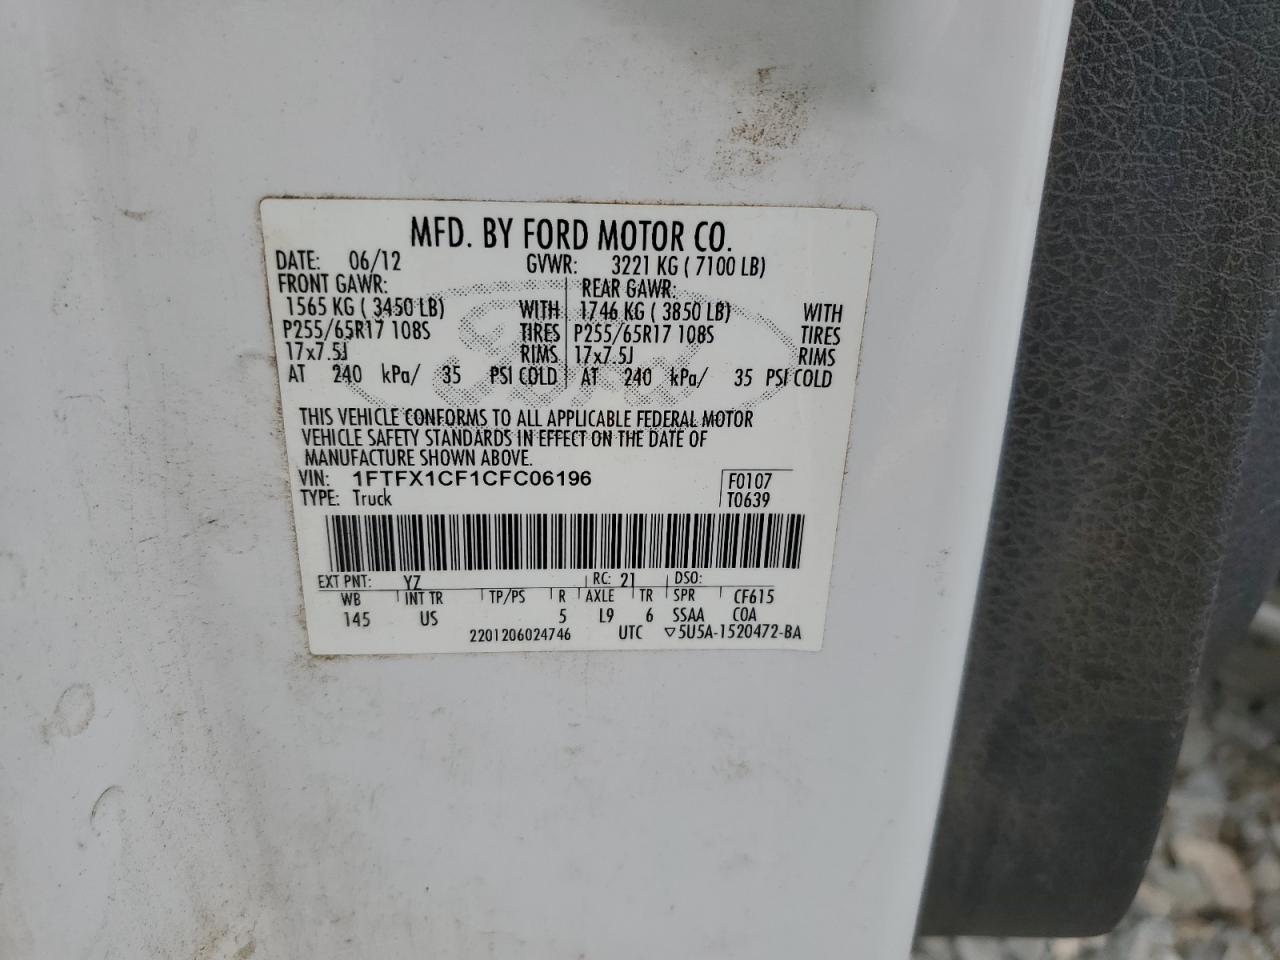 MFD. BY FORD MOTOR CO.
DATE: 06/12 GVWR: 3221 KG ( 7100 LB)
FRONT GAWR: REAR GAWR:
1565 KG ( 3450 LB) WITH 1746 KG ( 3850 LB) WITH
P255/65R17 108S TIRES P255/65R17 108S TIRES
17x7.5J RIMS 17x7.5J RIMS
AT 240 kPa/ 35 PSI COLD AT 240 kPa/ 35 PSI COLD
THIS VEHICLE CONFORMS TO ALL APPLICABLE FEDERAL MOTOR
VEHICLE SAFETY STANDARDS IN EFFECT ON THE DATE OF
MANUFACTURE SHOWN ABOVE.
VIN: 1FTFX1CF1CFC06196 F0107
TYPE: Truck T0639
EXT PNT: YZ RC: 21 DSO:
WB INT TR TP/PS R AXLE TR SPR CF615
145 US 5 L9 6 SSAA COA
2201206024746 UTC ▽5U5A-1520472-BA